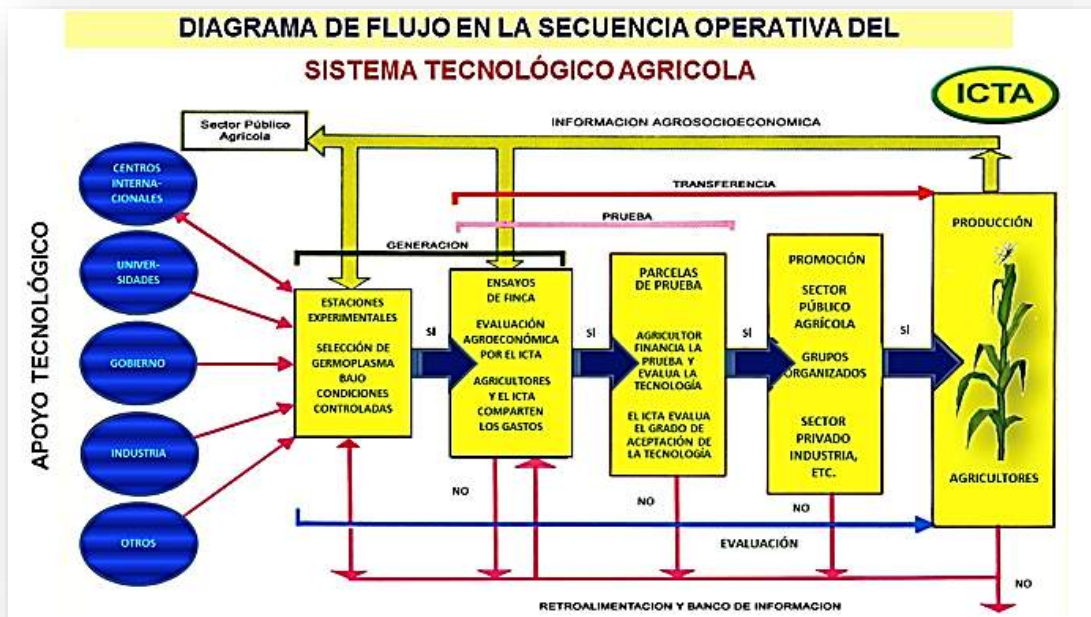 DIAGRAMA DE FLUJO EN LA SECUENCIA OPERATIVA DEL
SISTEMA TECNOLÓGICO AGRICOLA
ICTA
Sector Público
Agrícola
INFORMACION AGROSOCIOECONOMICA
APOYO TECNOLÓGICO
CENTROS
INTERNA-
CIONALES
UNIVER-
SIDADES
GOBIERNO
INDUSTRIA
OTROS
TRANSFERENCIA
PRUEBA
GENERACION
ESTACIONES
EXPERIMENTALES
SELECCIÓN DE
GERMOPLASMA
BAJO
CONDICIONES
CONTROLADAS
SI
ENSAYOS
DE FINCA
EVALUACIÓN
AGROECONÓMICA
POR EL ICTA
AGRICULTORES
Y EL ICTA
COMPARTEN
LOS GASTOS
SI
PARCELAS
DE PRUEBA
AGRICULTOR
FINANCIA LA
PRUEBA Y
EVALUA LA
TECNOLOGÍA
EL ICTA EVALUA
EL GRADO DE
ACEPTACIÓN DE
LA TECNOLOGÍA
SI
PROMOCIÓN
SECTOR
PÚBLICO
AGRÍCOLA
GRUPOS
ORGANIZADOS
SECTOR
PRIVADO
INDUSTRIA,
ETC.
SI
PRODUCCIÓN
AGRICULTORES
NO
NO
NO
NO
EVALUACIÓN
RETROALIMENTACION Y BANCO DE INFORMACION